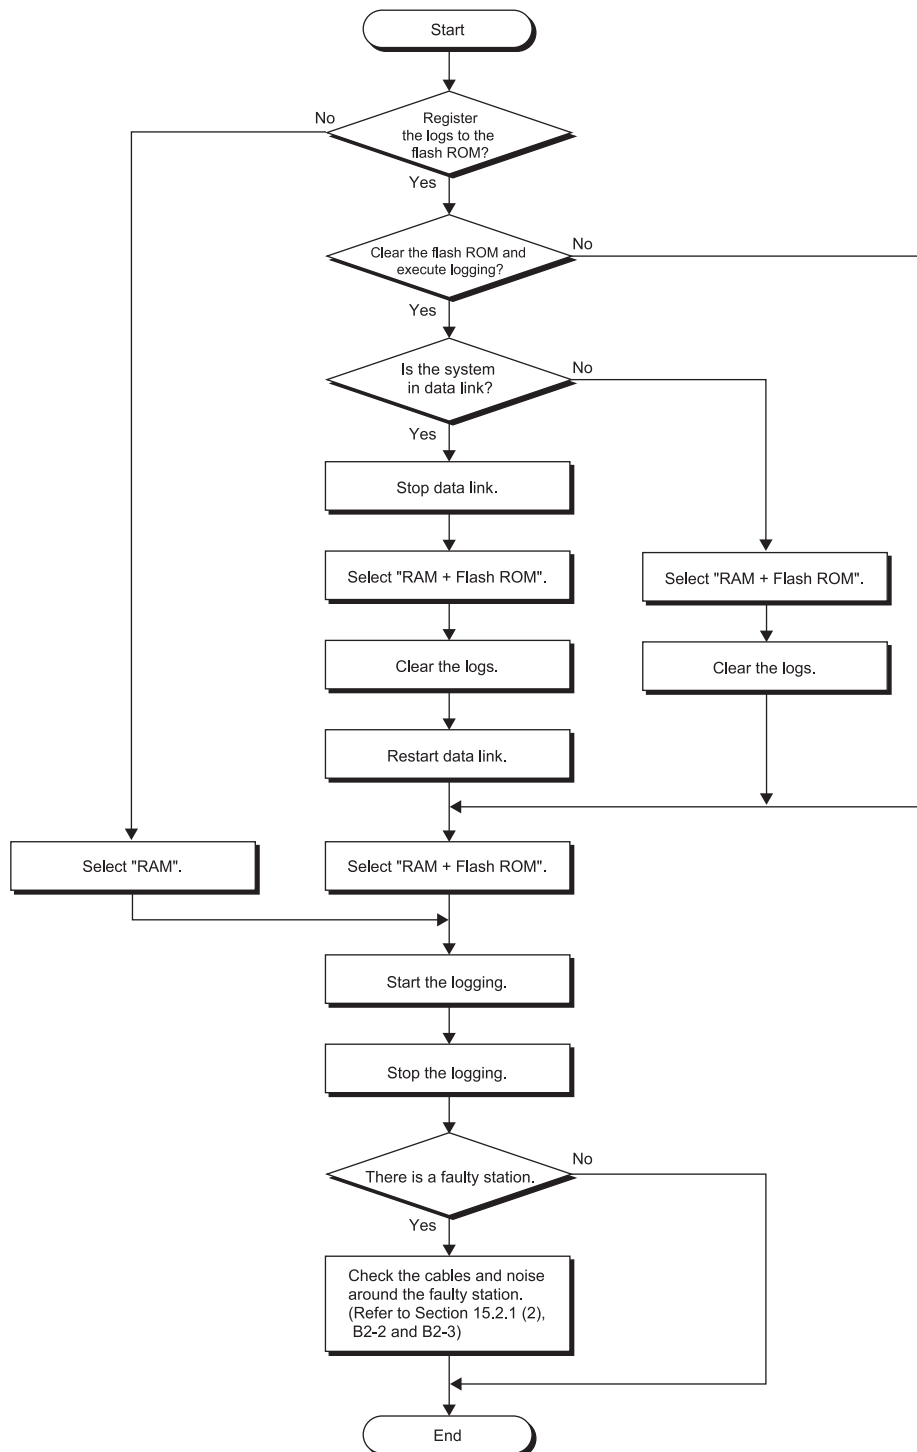 Start
No
Register
the logs to the
flash ROM?
Yes
Clear the flash ROM and
execute logging?
No
Yes
Is the system
in data link?
No
Yes
Stop data link.
Select "RAM + Flash ROM".
Select "RAM + Flash ROM".
Clear the logs.
Clear the logs.
Restart data link.
Select "RAM".
Select "RAM + Flash ROM".
Start the logging.
Stop the logging.
There is a faulty station.
No
Yes
Check the cables and noise
around the faulty station.
(Refer to Section 15.2.1 (2),
B2-2 and B2-3)
End